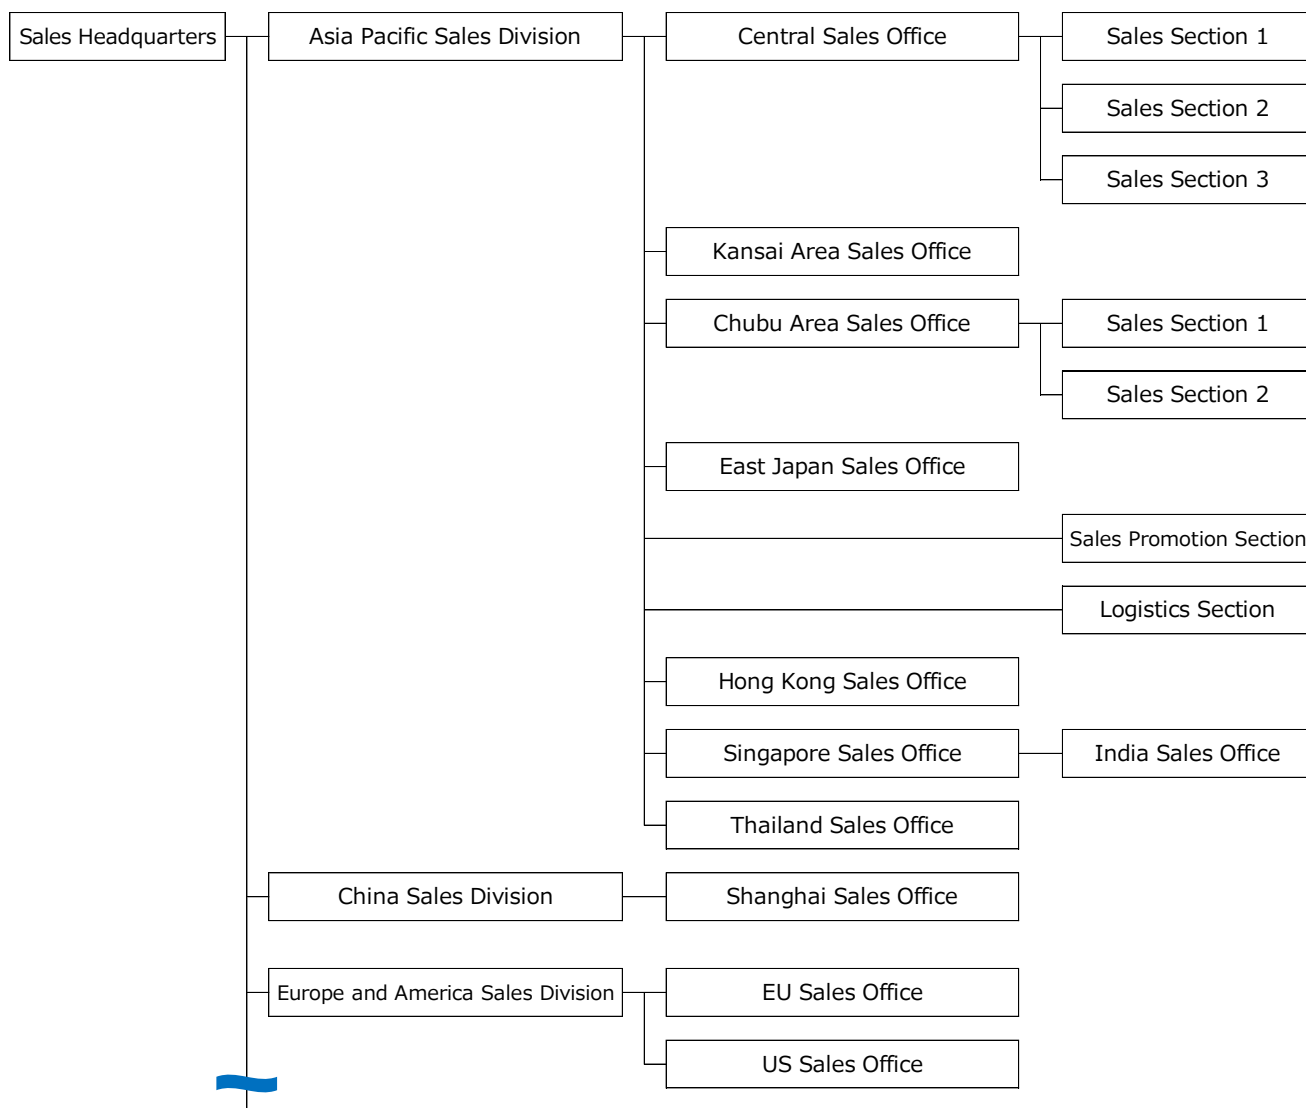 Sales Headquarters
Asia Pacific Sales Division
Central Sales Office
Sales Section 1
Sales Section 2
Sales Section 3
Kansai Area Sales Office
Chubu Area Sales Office
Sales Section 1
Sales Section 2
East Japan Sales Office
Sales Promotion Section
Logistics Section
Hong Kong Sales Office
Singapore Sales Office
India Sales Office
Thailand Sales Office
China Sales Division
Shanghai Sales Office
Europe and America Sales Division
EU Sales Office
US Sales Office